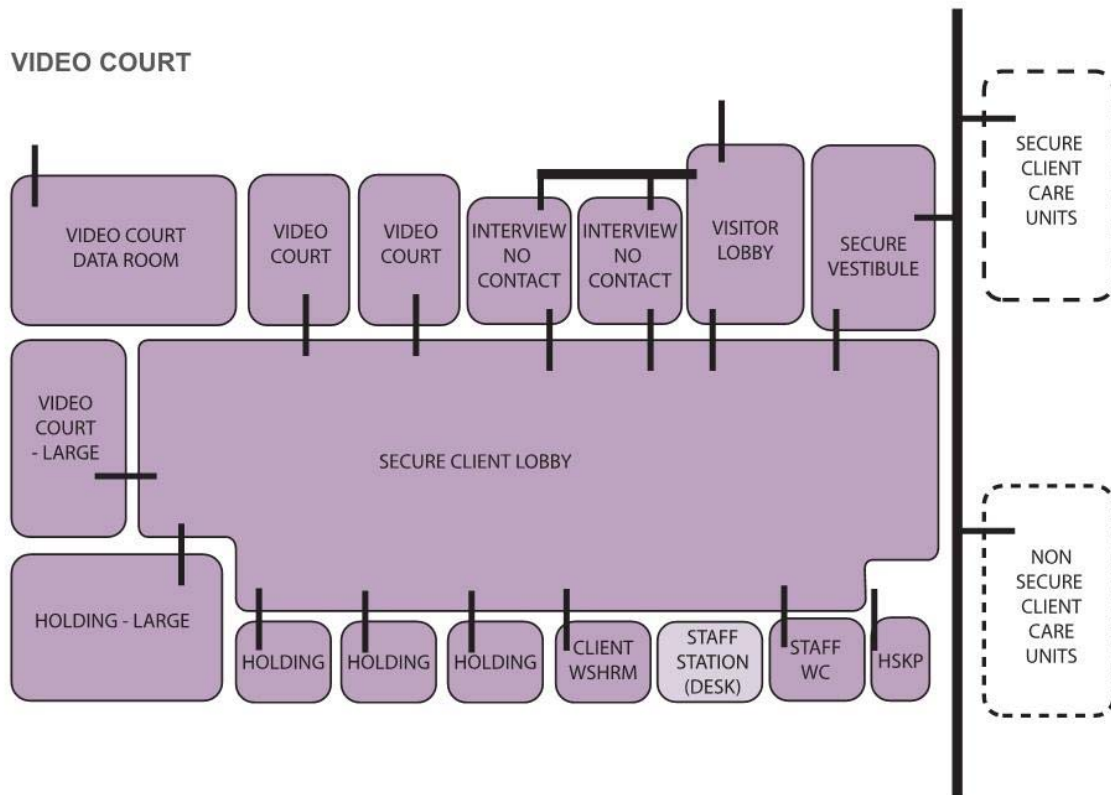 VIDEO COURT
VIDEO COURT
DATA ROOM
VIDEO
COURT
VIDEO
COURT
INTERVIEW
NO
CONTACT
INTERVIEW
NO
CONTACT
VISITOR
LOBBY
SECURE
VESTIBULE
SECURE
CLIENT
CARE
UNITS
VIDEO
COURT
- LARGE
SECURE CLIENT LOBBY
HOLDING - LARGE
HOLDING
HOLDING
HOLDING
CLIENT
WSHRM
STAFF
STATION
(DESK)
STAFF
WC
HSKP
NON
SECURE
CLIENT
CARE
UNITS